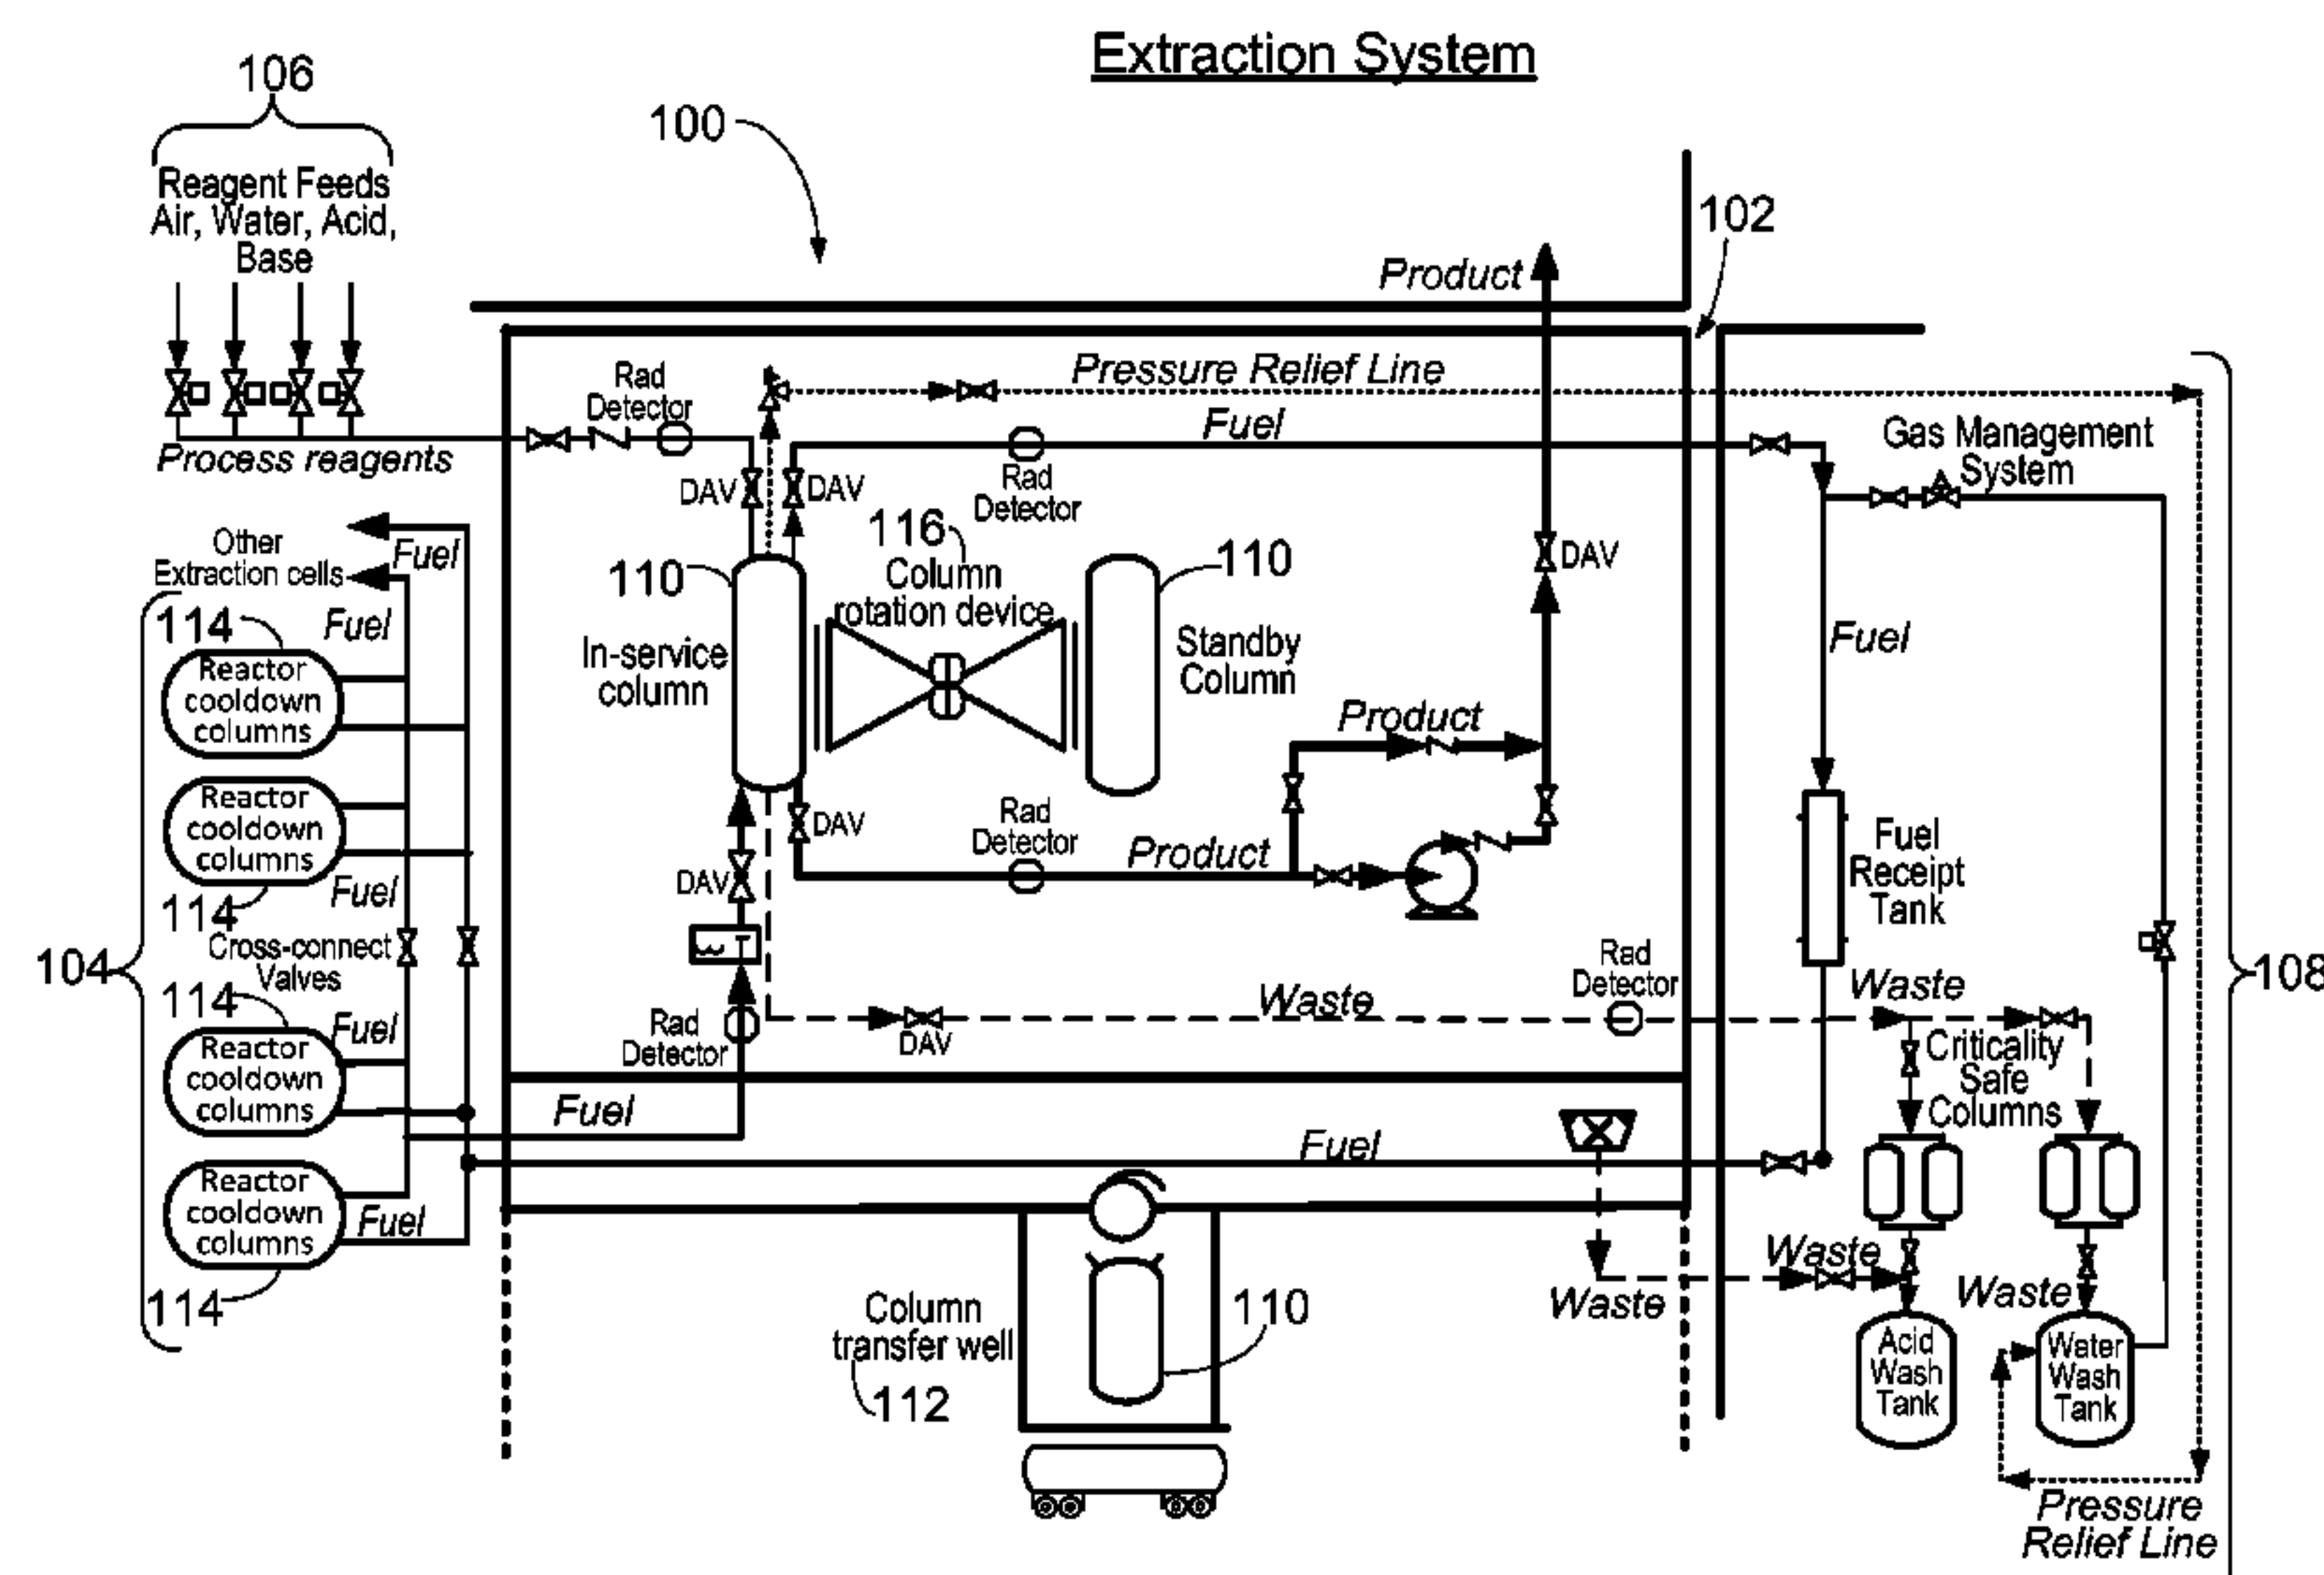 Extraction System
106
100
Reagent Feeds
Air, Water, Acid,
Base
102
Product
Rad
Detector
Pressure Relief Line
Fuel
Process reagents
Gas Management
System
DAV
DAV
Rad
Detector
116
Column
rotation device
110
110
DAV
Other
Extraction cells
Fuel
Fuel
114
Reactor
cooldown
columns
In-service
column
Standby
Column
Fuel
Product
Reactor
cooldown
columns
Fuel
114
DAV
Rad
Detector
Product
DAV
Fuel
Receipt
Tank
Cross-connect
Valves
104
108
114
Fuel
Reactor
cooldown
columns
Rad
Detector
Waste
DAV
Rad
Detector
Waste
Criticality
Safe
Columns
Fuel
Fuel
Reactor
cooldown
columns
Fuel
114
Column
transfer well
112
110
Waste
Waste
Waste
Acid
Wash
Tank
Water
Wash
Tank
Pressure
Relief Line